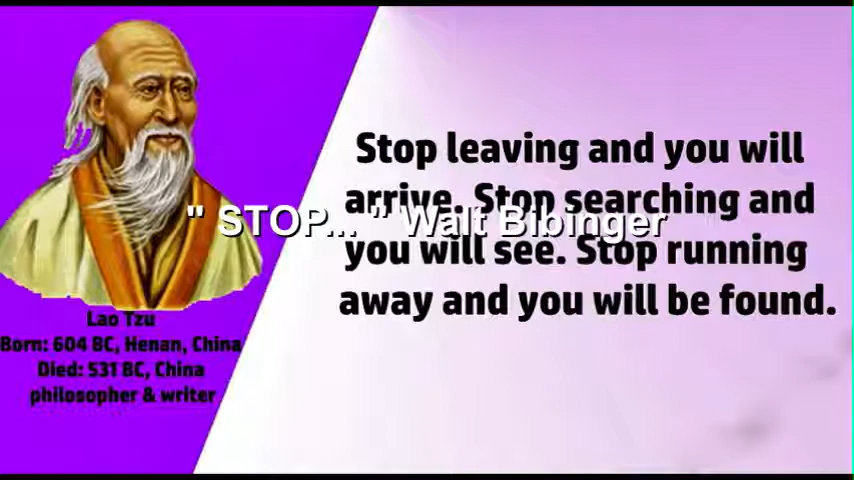 Stop leaving and you will
arrive. Stop searching and
" STOP... " Walt Bibinger
you will see. Stop running
away and you will be found.
Lao Tzu
Born: 604 BC, Henan, China
Died: 531 BC, China
philosopher & writer